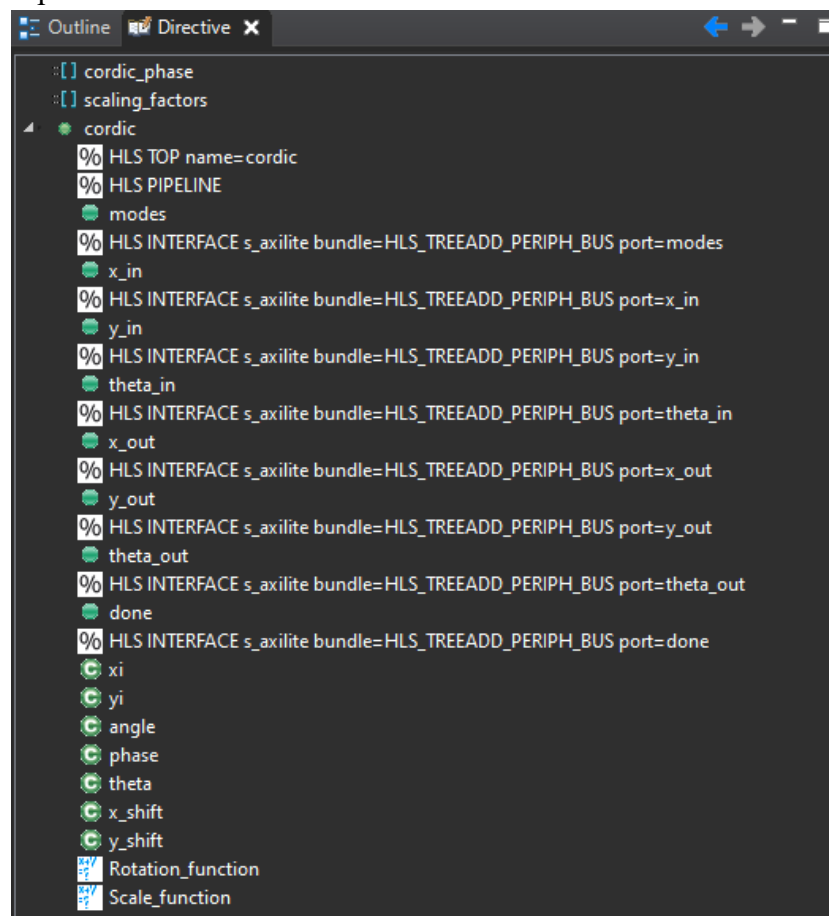 Outline Directive
cordic_phase
scaling_factors
cordic
% HLS TOP name=cordic
% HLS PIPELINE
modes
% HLS INTERFACE s_axilite bundle=HLS_TREEADD_PERIPH_BUS port=modes
x_in
% HLS INTERFACE s_axilite bundle=HLS_TREEADD_PERIPH_BUS port=x_in
y_in
% HLS INTERFACE s_axilite bundle=HLS_TREEADD_PERIPH_BUS port=y_in
theta_in
% HLS INTERFACE s_axilite bundle=HLS_TREEADD_PERIPH_BUS port=theta_in
x_out
% HLS INTERFACE s_axilite bundle=HLS_TREEADD_PERIPH_BUS port=x_out
y_out
% HLS INTERFACE s_axilite bundle=HLS_TREEADD_PERIPH_BUS port=y_out
theta_out
% HLS INTERFACE s_axilite bundle=HLS_TREEADD_PERIPH_BUS port=theta_out
done
% HLS INTERFACE s_axilite bundle=HLS_TREEADD_PERIPH_BUS port=done
C xi
C yi
C angle
C phase
C theta
C x_shift
C y_shift
Rotation_function
Scale_function